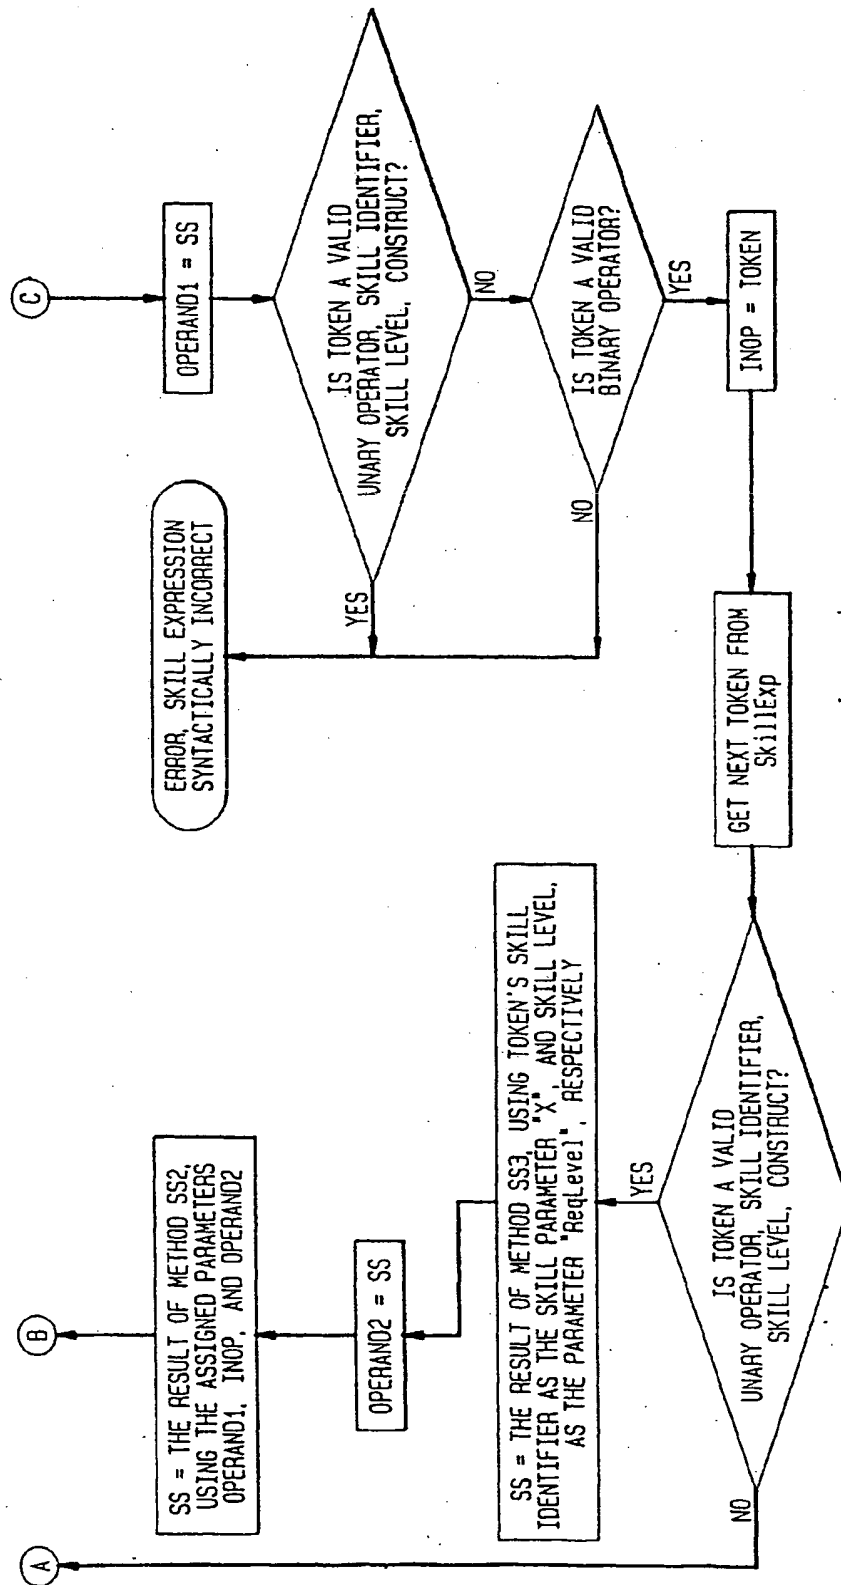 C
OPERAND1 = SS
IS TOKEN A VALID
UNARY OPERATOR, SKILL IDENTIFIER,
SKILL LEVEL, CONSTRUCT?
YES
NO
ERROR, SKILL EXPRESSION
SYNTACTICALLY INCORRECT
IS TOKEN A VALID
BINARY OPERATOR?
NO
YES
INOP = TOKEN
GET NEXT TOKEN FROM
SkillExp
IS TOKEN A VALID
UNARY OPERATOR, SKILL IDENTIFIER,
SKILL LEVEL, CONSTRUCT?
YES
NO
SS = THE RESULT OF METHOD SS3, USING TOKEN'S SKILL
IDENTIFIER AS THE SKILL PARAMETER "X", AND SKILL LEVEL,
AS THE PARAMETER "ReqLevel", RESPECTIVELY
OPERAND2 = SS
SS = THE RESULT OF METHOD SS2,
USING THE ASSIGNED PARAMETERS
OPERAND1, INOP, AND OPERAND2
B
A